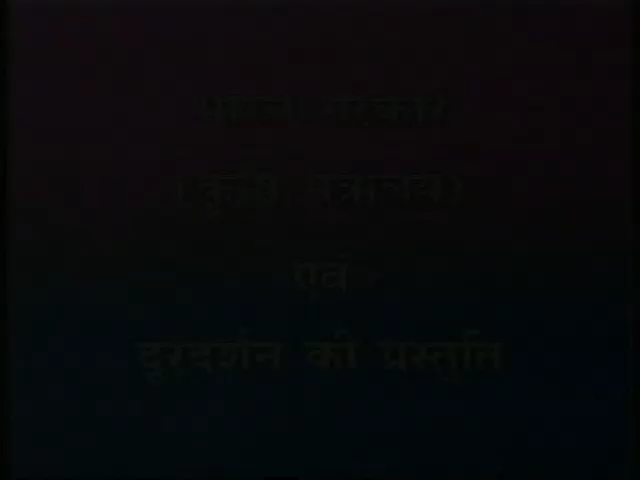 भारत सरकार
(कृषि मंत्रालय)
एवं
दूरदर्शन की प्रस्तुति